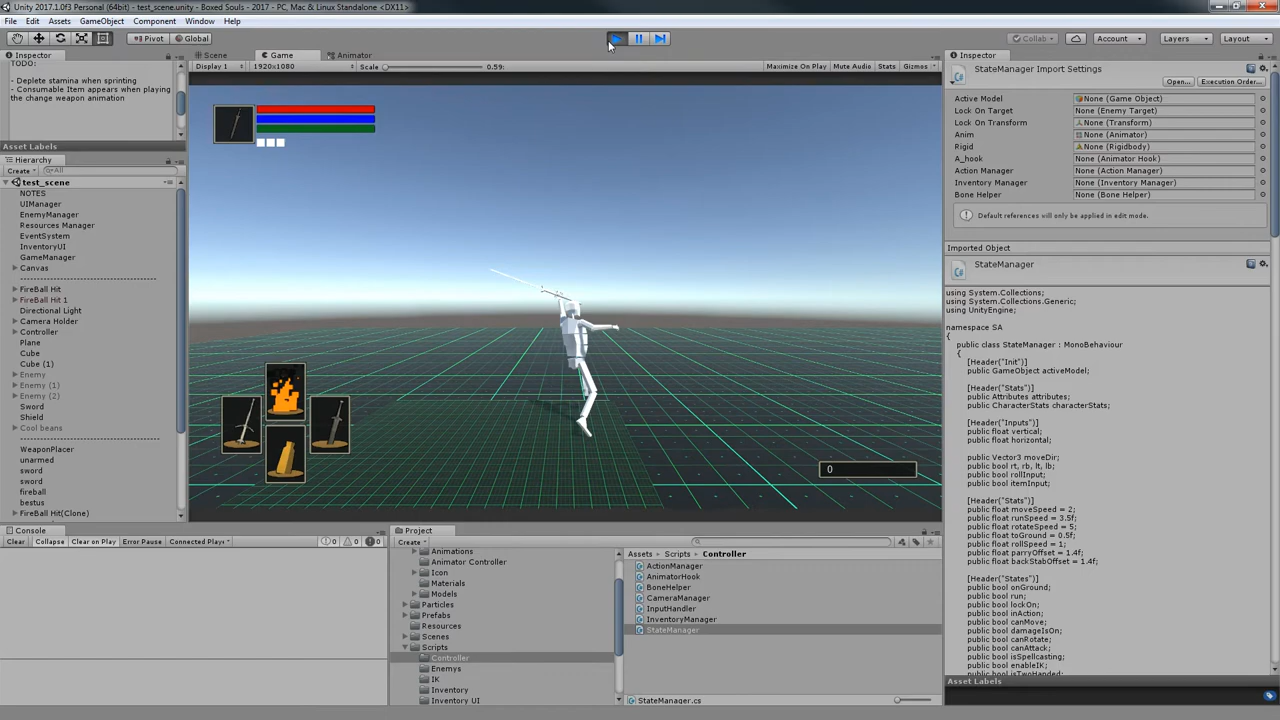 Unity 2017.1.0f3 Personal (64bit) - test_scene.unity - Boxed Souls - 2017 - PC, Mac & Linux Standalone <DX11>
File Edit Assets GameObject Component Window Help
Pivot Global Collab Account Layers Layout
Inspector
TODO:
- Deplete stamina when sprinting
- Consumable Item appears when playing
the change weapon animation
Asset Labels
Hierarchy
Create All
test_scene
NOTES
UIManager
EnemyManager
Resources Manager
EventSystem
InventoryUI
GameManager
Canvas
FireBall Hit
FireBall Hit 1
Directional Light
Camera Holder
Controller
Plane
Cube
Cube (1)
Enemy
Enemy (1)
Enemy (2)
Sword
Shield
Cool beans
WeaponPlacer
unarmed
sword
sword
fireball
bestus
FireBall Hit(Clone)
Scene Game Animator
Display 1 1920x1080 Scale 0.59: Maximize On Play Mute Audio Stats Gizmos
0
Console
Clear Collapse Clear on Play Error Pause Connected Player 0 0 0
Project
Create
Animations
Animator Controller
Icon
Materials
Models
Particles
Prefabs
Resources
Scenes
Scripts
Controller
Enemys
IK
Inventory
Inventory UI
Assets Scripts Controller
ActionManager
AnimatorHook
BoneHelper
CameraManager
InputHandler
InventoryManager
StateManager
StateManager.cs
Inspector
StateManager Import Settings
Open... Execution Order...
Active Model None (Game Object)
Lock On Target None (Enemy Target)
Lock On Transform None (Transform)
Anim None (Animator)
Rigid None (Rigidbody)
A_hook None (Animator Hook)
Action Manager None (Action Manager)
Inventory Manager None (Inventory Manager)
Bone Helper None (Bone Helper)
Default references will only be applied in edit mode.
Imported Object
StateManager
using System.Collections;
using System.Collections.Generic;
using UnityEngine;
namespace SA
{
public class StateManager : MonoBehaviour
{
[Header("Init")]
public GameObject activeModel;
[Header("Stats")]
public Attributes attributes;
public CharacterStats characterStats;
[Header("Inputs")]
public float vertical;
public float horizontal;
public Vector3 moveDir;
public bool rt, rb, lt, lb;
public bool rollInput;
public bool itemInput;
[Header("Stats")]
public float moveSpeed = 2;
public float runSpeed = 3.5f;
public float rotateSpeed = 5;
public float toGround = 0.5f;
public float rollSpeed = 1;
public float parryOffset = 1.4f;
public float backStabOffset = 1.4f;
[Header("States")]
public bool onGround;
public bool run;
public bool lockOn;
public bool inAction;
public bool canMove;
public bool damageIsOn;
public bool canRotate;
public bool canAttack;
public bool isSpellcasting;
public bool enableIK;
public bool isTwoHanded;
Asset Labels